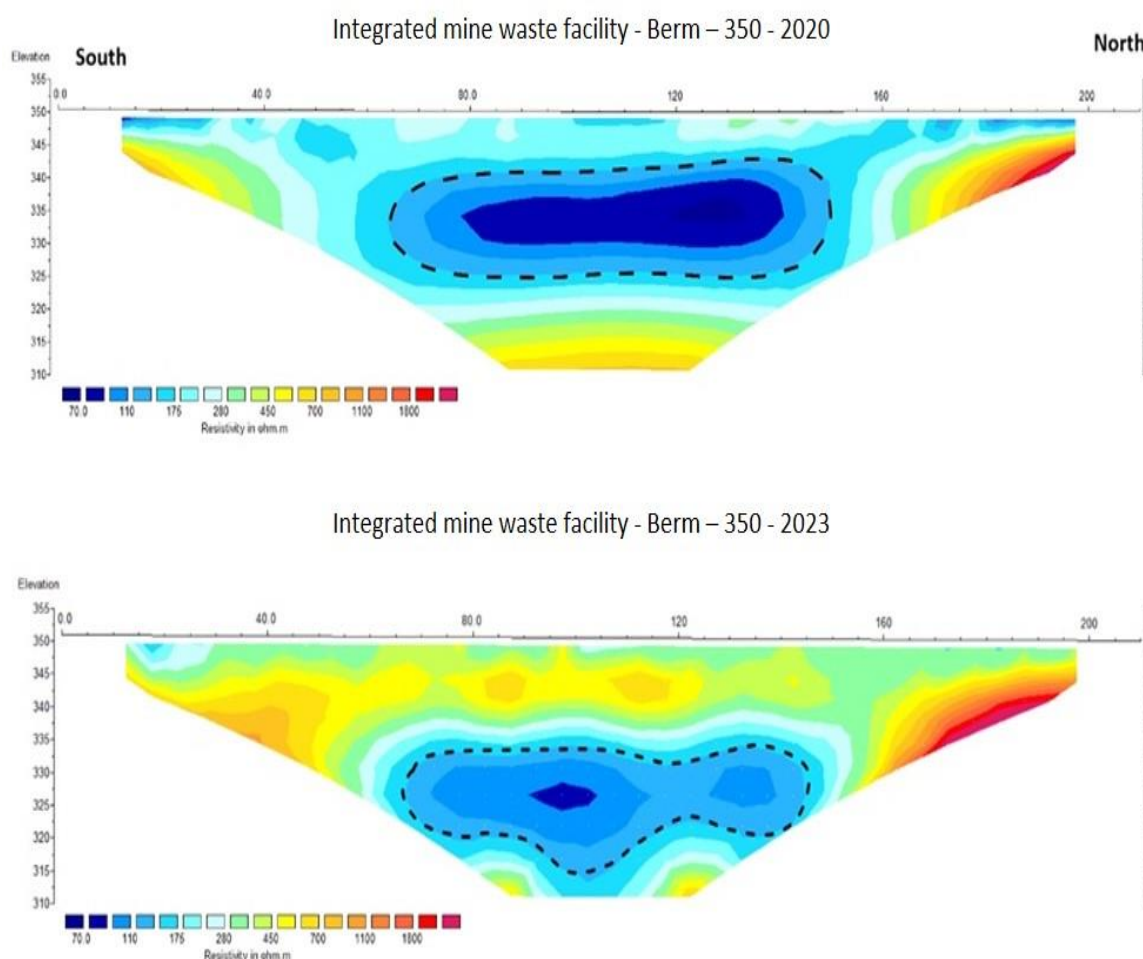 Integrated mine waste facility - Berm – 350 - 2020
Elevation South North
0.0 40.0 80.0 120 160 200
355
350
345
340
335
330
325
320
315
310
70.0 110 175 280 450 700 1100 1800
Resistivity in ohm.m
Integrated mine waste facility - Berm – 350 - 2023
Elevation
0.0 40.0 80.0 120 160 200
355
350
345
340
335
330
325
320
315
310
70.0 110 175 280 450 700 1100 1800
Resistivity in ohm.m